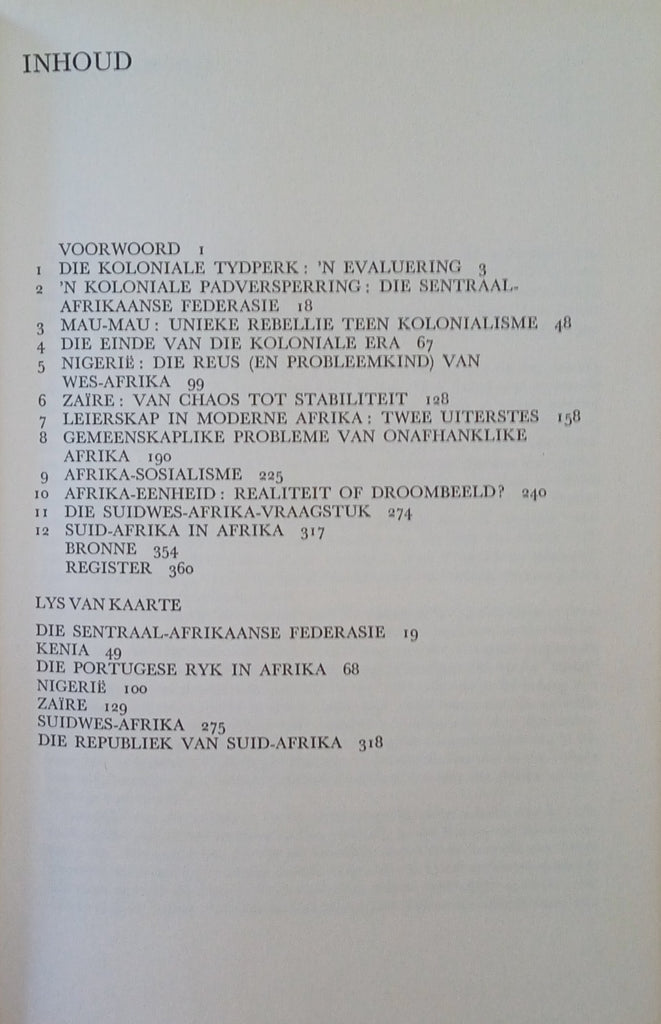 INHOUD
VOORWOORD 1
1 DIE KOLONIALE TYDPERK: 'N EVALUERING 3
2 'N KOLONIALE PADVERSPERRING: DIE SENTRAAL-
AFRIKAANSE FEDERASIE 18
3 MAU-MAU: UNIEKE REBELLIE TEEN KOLONIALISME 48
4 DIE EINDE VAN DIE KOLONIALE ERA 67
5 NIGERIË: DIE REUS (EN PROBLEEMKIND) VAN
WES-AFRIKA 99
6 ZAÏRE: VAN CHAOS TOT STABILITEIT 128
7 LEIERSKAP IN MODERNE AFRIKA: TWEE UITERSTES 158
8 GEMEENSKAPLIKE PROBLEME VAN ONAFHANKLIKE
AFRIKA 190
9 AFRIKA-SOSIALISME 225
10 AFRIKA-EENHEID: REALITEIT OF DROOMBEELD? 240
11 DIE SUIDWES-AFRIKA-VRAAGSTUK 274
12 SUID-AFRIKA IN AFRIKA 317
BRONNE 354
REGISTER 360
LYS VAN KAARTE
DIE SENTRAAL-AFRIKAANSE FEDERASIE 19
KENIA 49
DIE PORTUGESE RYK IN AFRIKA 68
NIGERIË 100
ZAÏRE 129
SUIDWES-AFRIKA 275
DIE REPUBLIEK VAN SUID-AFRIKA 318